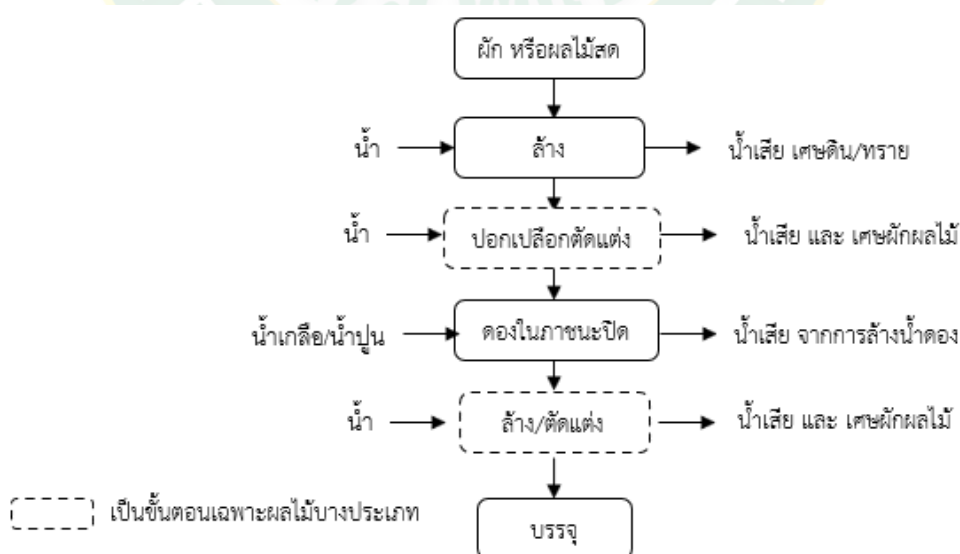 ผัก หรือผลไม้สด
น้ำ
ล้าง
น้ำเสีย เศษดิน/ทราย
น้ำ
ปอกเปลือกตัดแต่ง
น้ำเสีย และ เศษผักผลไม้
น้ำเกลือ/น้ำปูน
ดองในภาชนะปิด
น้ำเสีย จากการล้างน้ำดอง
น้ำ
ล้าง/ตัดแต่ง
น้ำเสีย และ เศษผักผลไม้
เป็นขั้นตอนเฉพาะผลไม้บางประเภท
บรรจุ